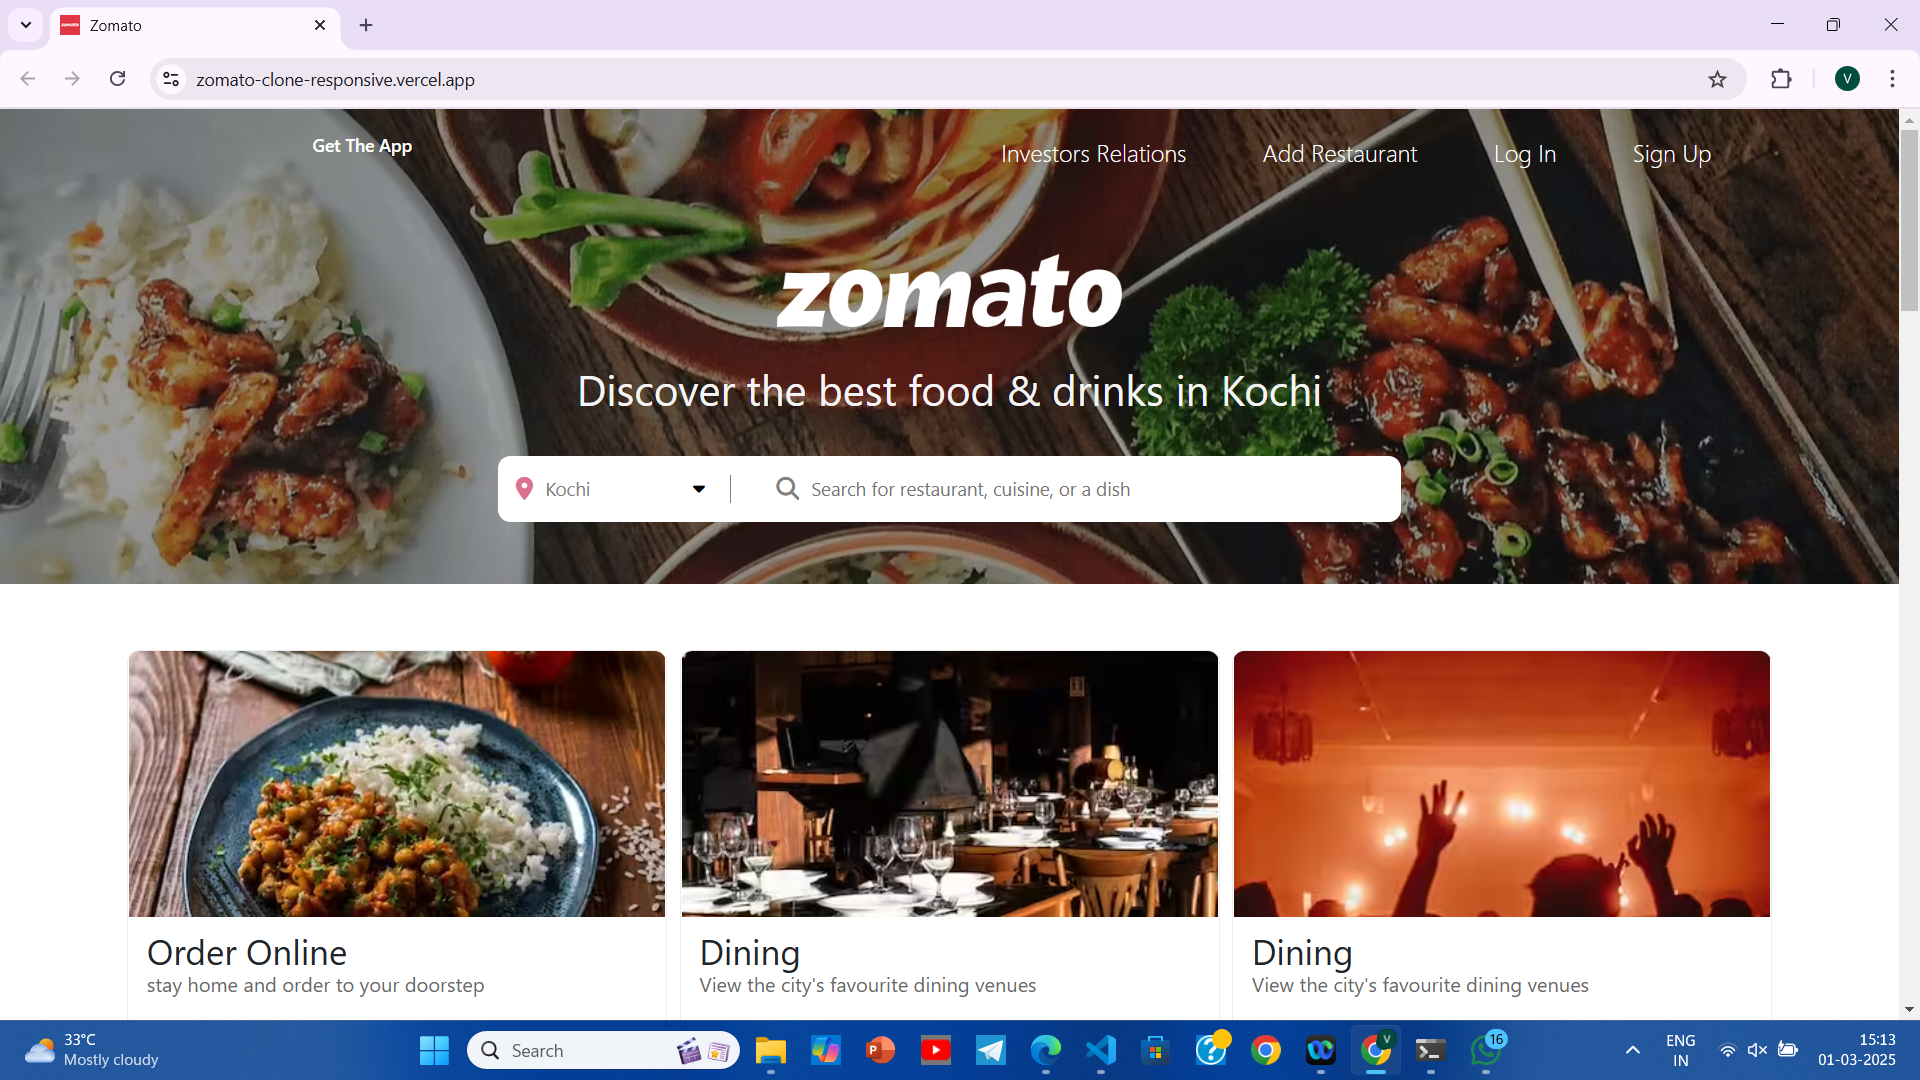 Zomato
zomato-clone-responsive.vercel.app
V
Get The App
Investors Relations
Add Restaurant
Log In
Sign Up
zomato
Discover the best food & drinks in Kochi
Kochi
Search for restaurant, cuisine, or a dish
Order Online
stay home and order to your doorstep
Dining
View the city's favourite dining venues
Dining
View the city's favourite dining venues
33°C
Mostly cloudy
Search
P
V
16
ENG
IN
15:13
01-03-2025